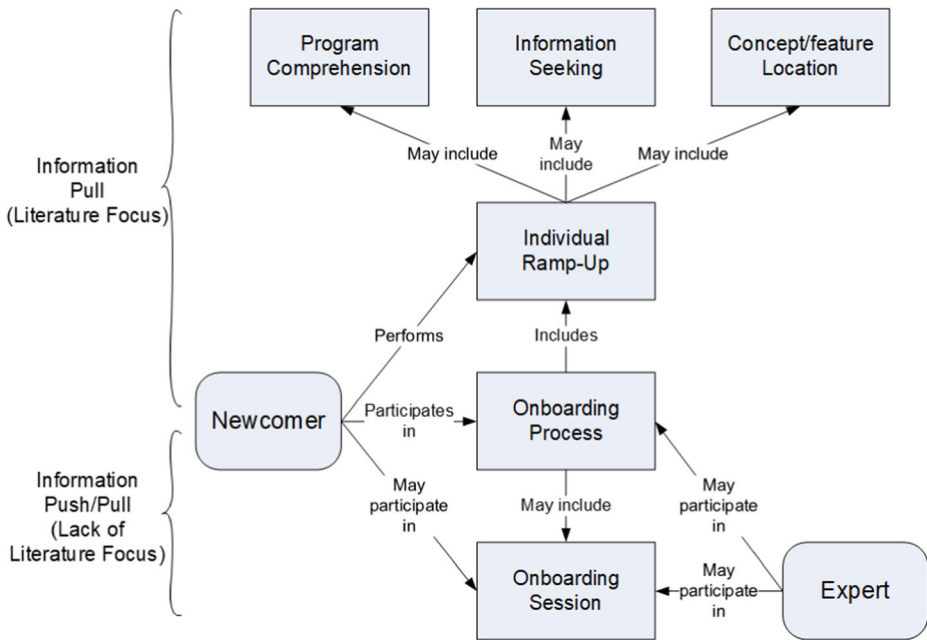 Program
Comprehension
Information
Seeking
Concept/feature
Location
May include
May
include
May include
Information
Pull
(Literature Focus)
Individual
Ramp-Up
Performs
Includes
Newcomer
Participates
in
Onboarding
Process
Information
Push/Pull
(Lack of
Literature Focus)
May
participate
in
May include
May
participate
in
Onboarding
Session
May
participate
in
Expert